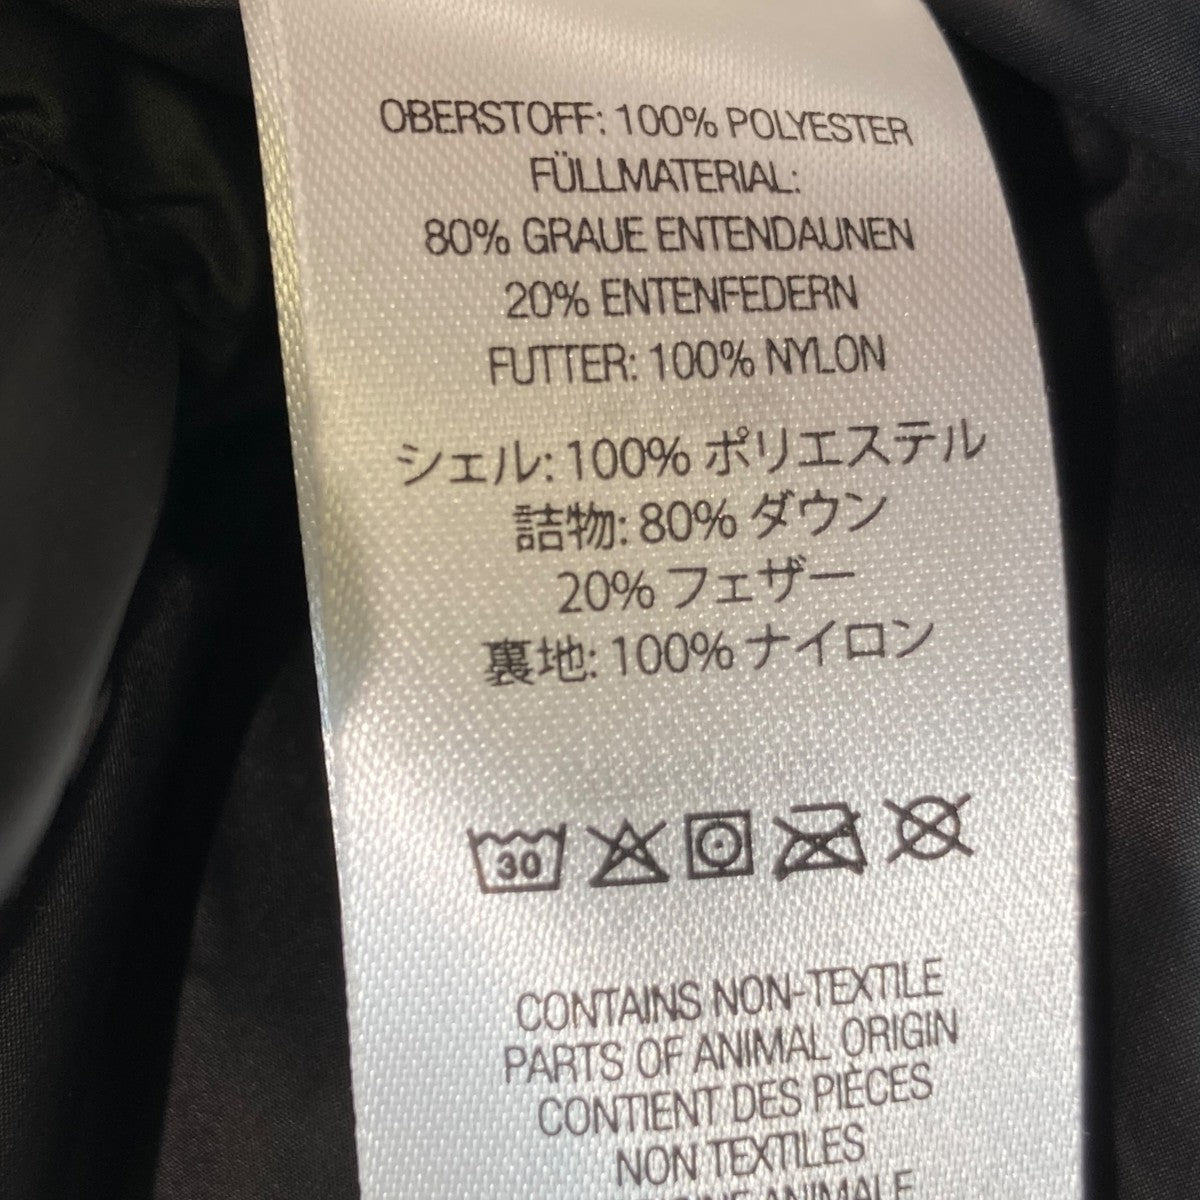 OBERSTOFF: 100% POLYESTER
FÜLLMATERIAL:
80% GRAUE ENTENDAUNEN
20% ENTENFEDERN
FUTTER: 100% NYLON
シェル: 100% ポリエステル
詰物: 80% ダウン
20% フェザー
裏地: 100% ナイロン
30
CONTAINS NON-TEXTILE
PARTS OF ANIMAL ORIGIN
CONTIENT DES PIÈCES
NON TEXTILES
ANIMALE